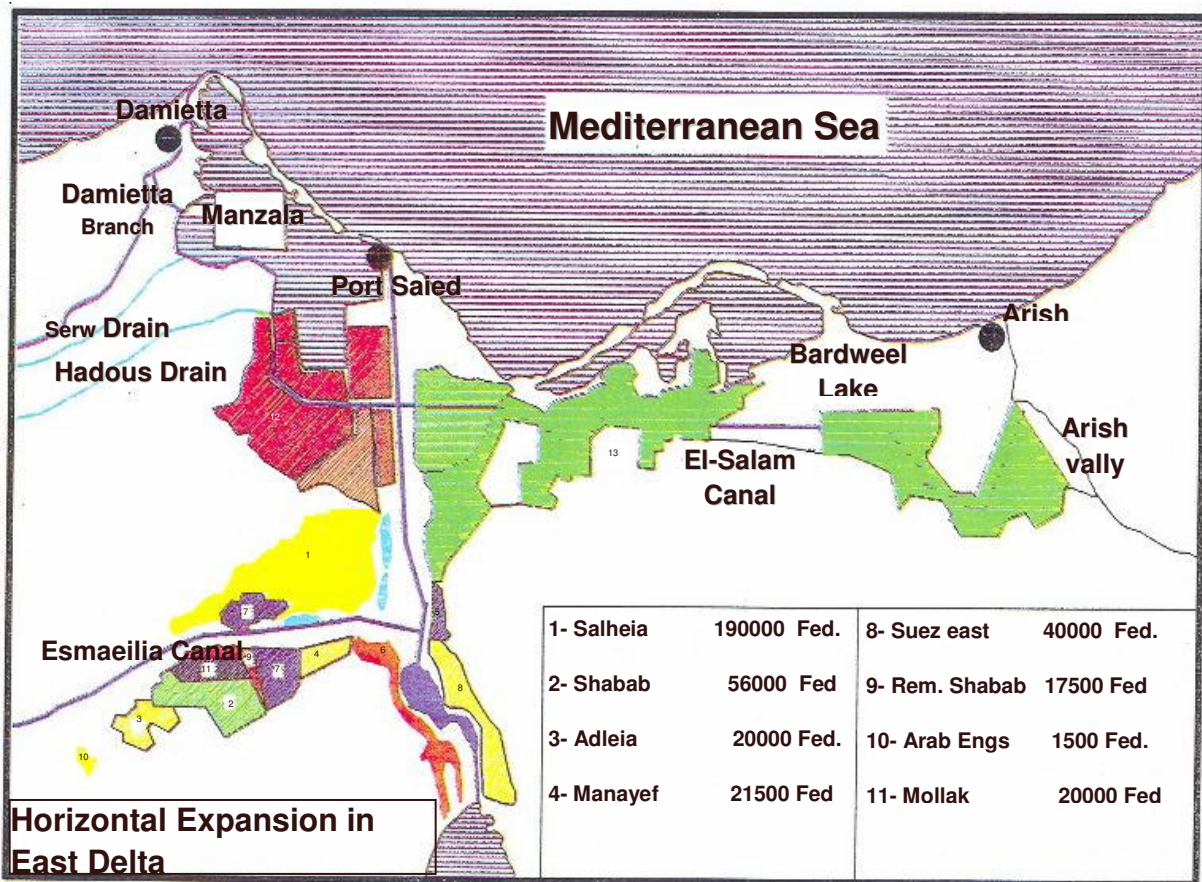 Mediterranean Sea
Damietta
Damietta
Branch
Manzala
Port Saied
Serw Drain
Hadous Drain
Arish
Bardweel
Lake
Arish
vally
El-Salam
Canal
12
13
1
7
5
Esmaeilia Canal
9
11
7
4
6
2
8
3
10
1- Salheia 190000 Fed.
2- Shabab 56000 Fed
3- Adleia 20000 Fed.
4- Manayef 21500 Fed
8- Suez east 40000 Fed.
9- Rem. Shabab 17500 Fed
10- Arab Engs 1500 Fed.
11- Mollak 20000 Fed
Horizontal Expansion in
East Delta